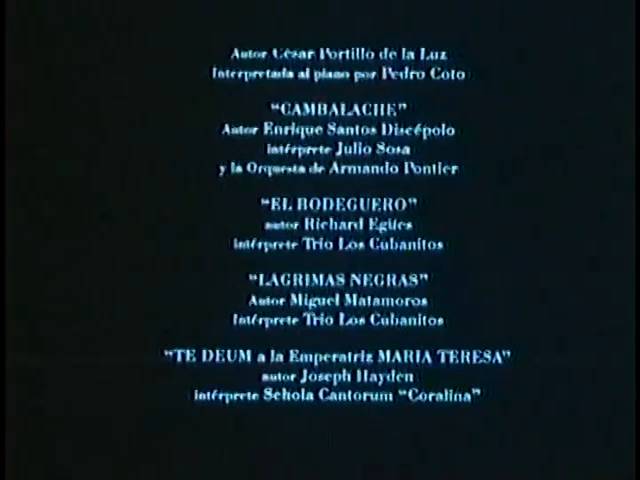 Autor César Portillo de la Luz
Interpretada al piano por Pedro Coto
"CAMBALACHE"
Autor Enrique Santos Discépolo
intérprete Julio Sosa
y la Orquesta de Armando Pontier
"EL BODEGUERO"
autor Richard Egües
intérprete Trío Los Cubanitos
"LAGRIMAS NEGRAS"
Autor Miguel Matamoros
Intérprete Trío Los Cubanitos
"TE DEUM a la Emperatriz MARIA TERESA"
autor Joseph Hayden
intérprete Schola Cantorum "Coralina"